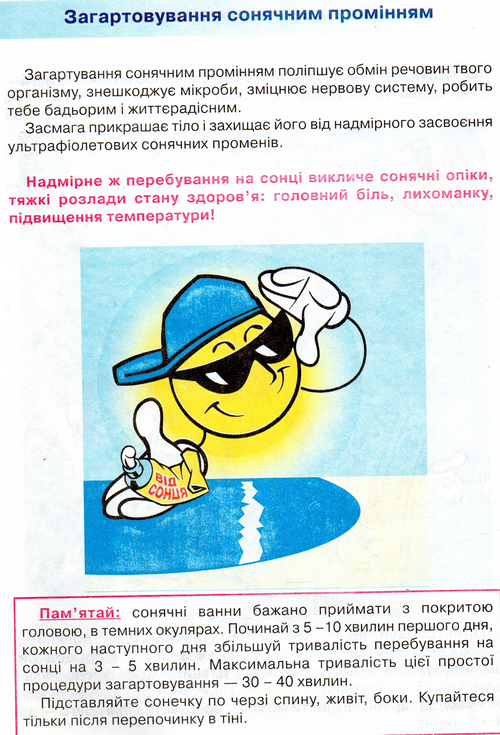 Загартовування сонячним промінням
Загартування сонячним промінням поліпшує обмін речовин твого
організму, знешкоджує мікроби, зміцнює нервову систему, робить
тебе бадьорим і життєрадісним.
Засмага прикрашає тіло і захищає його від надмірного засвоєння
ультрафіолетових сонячних променів.
Надмірне ж перебування на сонці викличе сонячні опіки,
тяжкі розлади стану здоров'я: головний біль, лихоманку,
підвищення температури!
ВІД
СОНЦЯ
Пам'ятай: сонячні ванни бажано приймати з покритою
головою, в темних окулярах. Починай з 5 –10 хвилин першого дня,
кожного наступного дня збільшуй тривалість перебування на
сонці на 3 – 5 хвилин. Максимальна тривалість цієї простої
процедури загартовування — 30 – 40 хвилин.
Підставляйте сонечку по черзі спину, живіт, боки. Купайтеся
тільки після перепочинку в тіні.